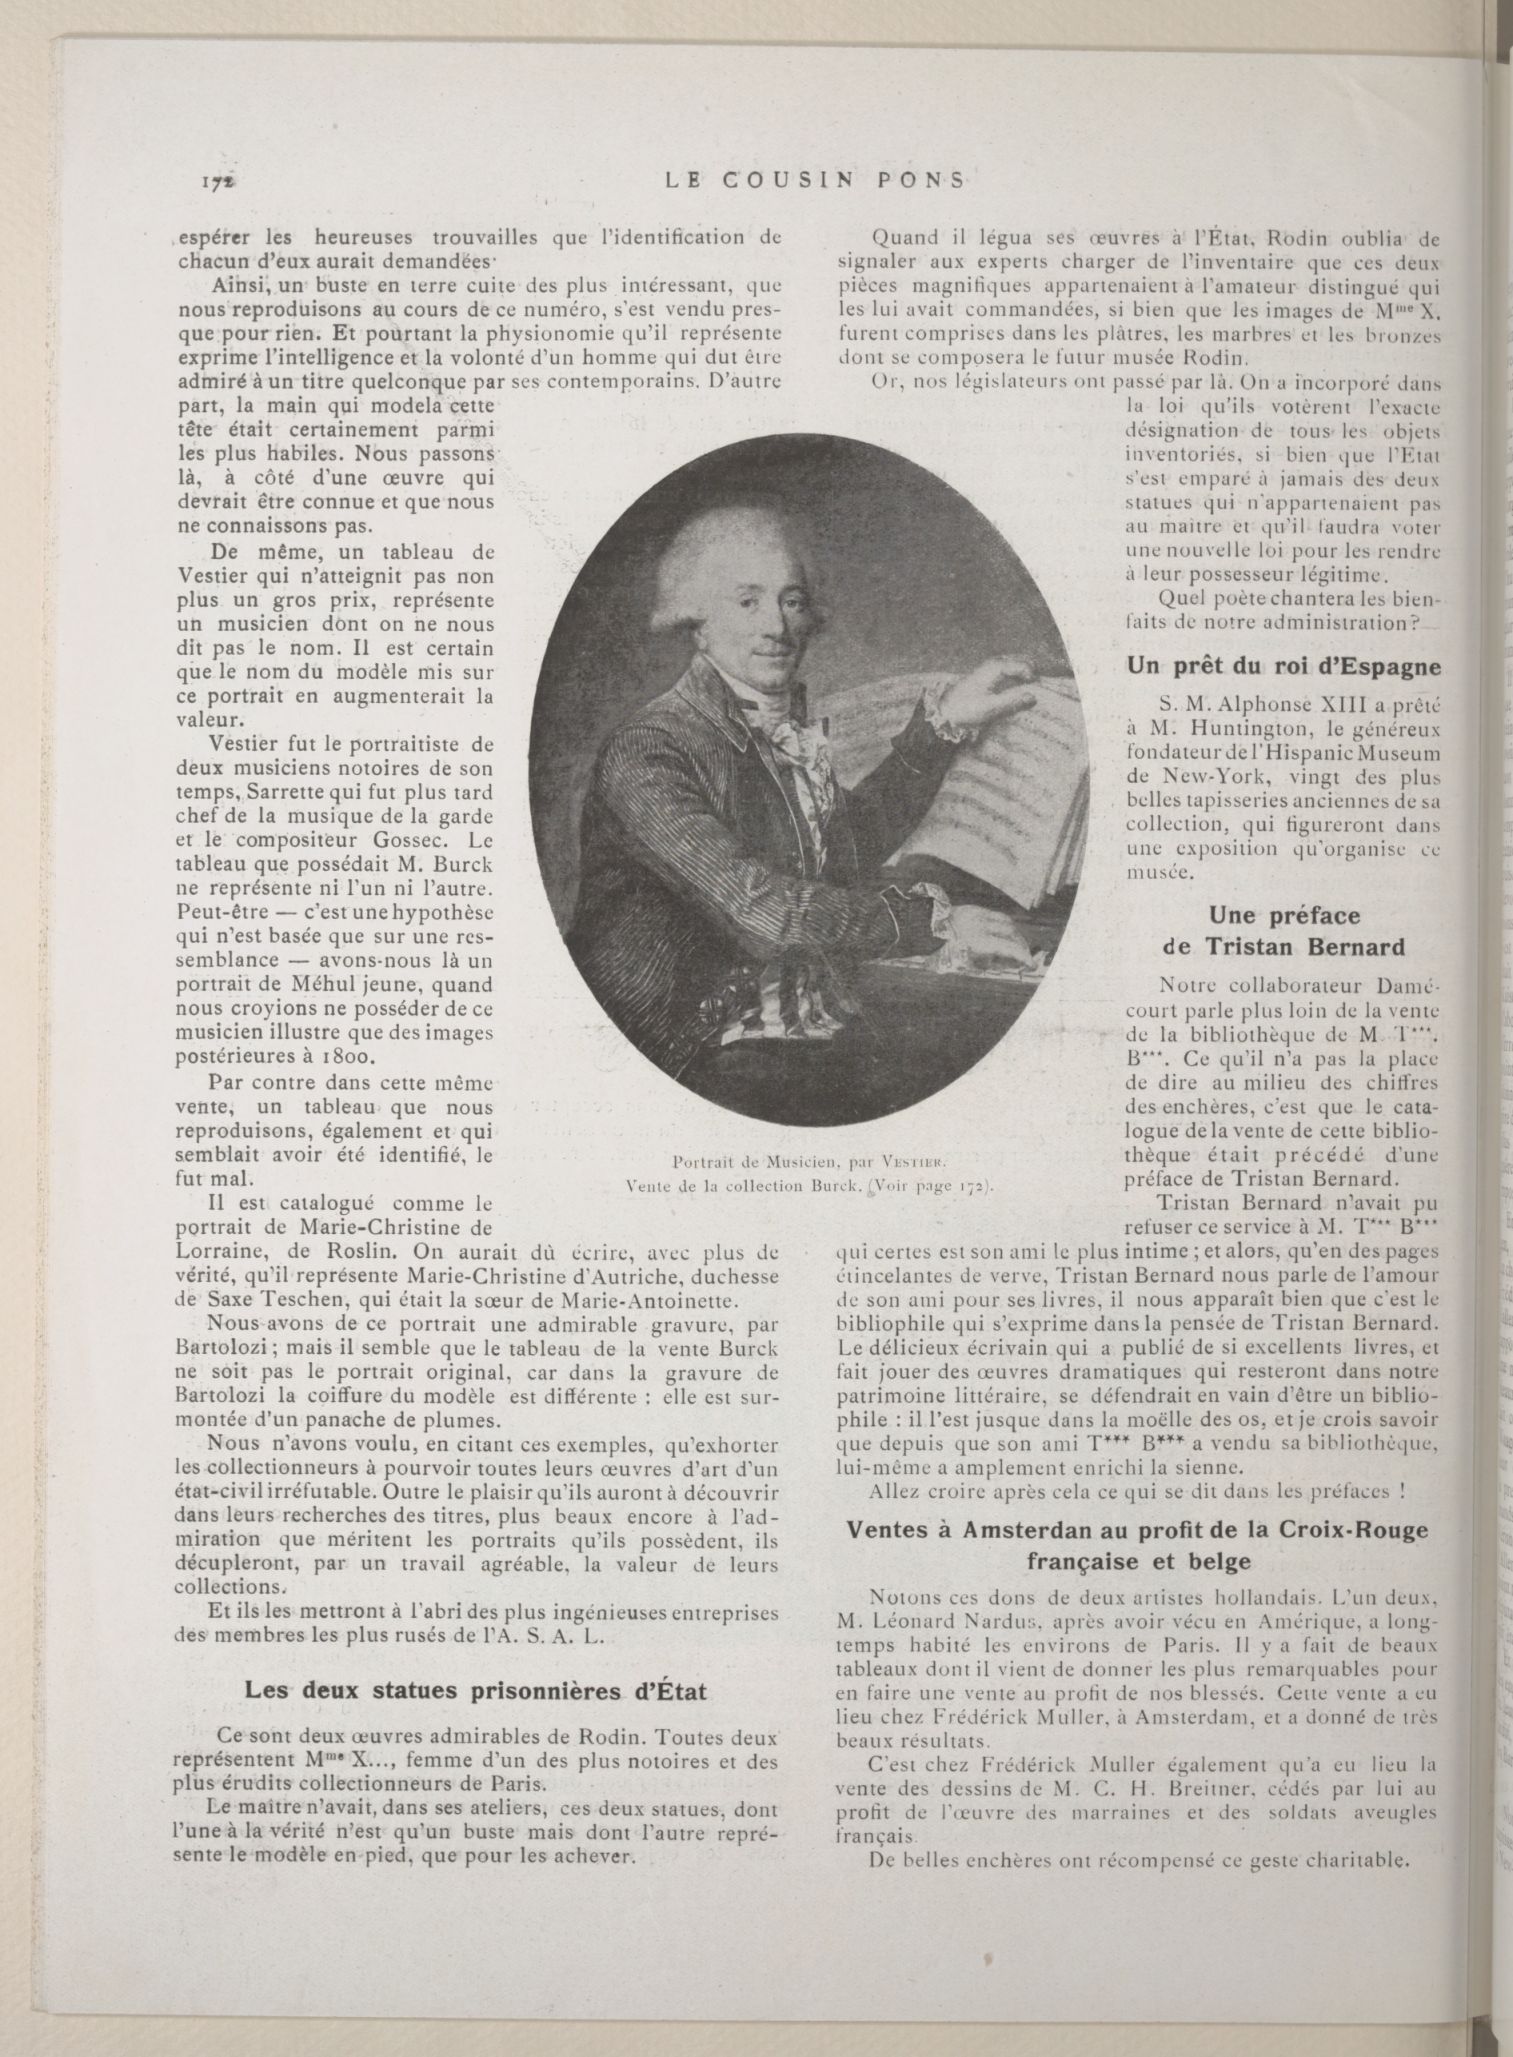 172
LE COUSIN PONS
espérer les heureuses trouvailles que l'identification de
chacun d'eux aurait demandées·
Ainsi, un buste en terre cuite des plus intéressant, que
nous reproduisons au cours de ce numéro, s'est vendu pres-
que pour rien. Et pourtant la physionomie qu'il représente
exprime l'intelligence et la volonté d'un homme qui dut être
admiré à un titre quelconque par ses contemporains. D'autre
part, la main qui modela cette
tête était certainement parmi
les plus habiles. Nous passons
là, à côté d'une œuvre qui
devrait être connue et que nous
ne connaissons pas.
De même, un tableau de
Vestier qui n'atteignit pas non
plus un gros prix, représente
un musicien dont on ne nous
dit pas le nom. Il est certain
que le nom du modèle mis sur
ce portrait en augmenterait la
valeur.
Vestier fut le portraitiste de
deux musiciens notoires de son
temps, Sarrette qui fut plus tard
chef de la musique de la garde
et le compositeur Gossec. Le
tableau que possédait M. Burck
ne représente ni l'un ni l'autre.
Peut-être — c'est une hypothèse
qui n'est basée que sur une res-
semblance — avons-nous là un
portrait de Méhul jeune, quand
nous croyions ne posséder de ce
musicien illustre que des images
postérieures à 1800.
Par contre dans cette même
vente, un tableau que nous
reproduisons, également et qui
semblait avoir été identifié, le
fut mal.
Il est catalogué comme le
portrait de Marie-Christine de
Lorraine, de Roslin. On aurait dù écrire, avec plus de
vérité, qu'il représente Marie-Christine d'Autriche, duchesse
de Saxe Teschen, qui était la sœur de Marie-Antoinette.
Nous avons de ce portrait une admirable gravure, par
Bartolozi ; mais il semble que le tableau de la vente Burck
ne soit pas le portrait original, car dans la gravure de
Bartolozi la coiffure du modèle est différente : elle est sur-
montée d'un panache de plumes.
Nous n'avons voulu, en citant ces exemples, qu'exhorter
les collectionneurs à pourvoir toutes leurs œuvres d'art d'un
état-civil irréfutable. Outre le plaisir qu'ils auront à découvrir
dans leurs recherches des titres, plus beaux encore à l'ad-
miration que méritent les portraits qu'ils possèdent, ils
décupleront, par un travail agréable, la valeur de leurs
collections.
Et ils les mettront à l'abri des plus ingénieuses entreprises
des membres les plus rusés de l'A. S. A. L.
Les deux statues prisonnières d'État
Ce sont deux œuvres admirables de Rodin. Toutes deux
représentent Mme X..., femme d'un des plus notoires et des
plus érudits collectionneurs de Paris.
Le maître n'avait, dans ses ateliers, ces deux statues, dont
l'une à la vérité n'est qu'un buste mais dont l'autre repré-
sente le modèle en pied, que pour les achever.
Portrait de Musicien, par VESTIER.
Vente de la collection Burck. (Voir page 172).
Quand il légua ses œuvres à l'État, Rodin oublia de
signaler aux experts charger de l'inventaire que ces deux
pièces magnifiques appartenaient à l'amateur distingué qui
les lui avait commandées, si bien que les images de Mme X,
furent comprises dans les plâtres, les marbres et les bronzes
dont se composera le futur musée Rodin.
Or, nos législateurs ont passé par là. On a incorporé dans
la loi qu'ils votèrent l'exacte
désignation de tous les objets
inventoriés, si bien que l'Etat
s'est emparé à jamais des deux
statues qui n'appartenaient pas
au maitre et qu'il faudra voter
une nouvelle loi pour les rendre
à leur possesseur légitime.
Quel poète chantera les bien-
faits de notre administration ?
Un prêt du roi d'Espagne
S. M. Alphonse XIII a prêté
à M. Huntington, le généreux
fondateur de l'Hispanic Museum
de New-York, vingt des plus
belles tapisseries anciennes de sa
collection, qui figureront dans
une exposition qu'organise ce
musée.
Une préface
de Tristan Bernard
Notre collaborateur Damé-
court parle plus loin de la vente
de la bibliothèque de M. T***.
B***. Ce qu'il n'a pas la place
de dire au milieu des chiffres
des enchères, c'est que le cata-
logue de la vente de cette biblio-
thèque était précédé d'une
préface de Tristan Bernard.
Tristan Bernard n'avait pu
refuser ce service à M. T*** B***
qui certes est son ami le plus intime ; et alors, qu'en des pages
étincelantes de verve, Tristan Bernard nous parle de l'amour
de son ami pour ses livres, il nous apparaît bien que c'est le
bibliophile qui s'exprime dans la pensée de Tristan Bernard.
Le délicieux écrivain qui a publié de si excellents livres, et
fait jouer des œuvres dramatiques qui resteront dans notre
patrimoine littéraire, se défendrait en vain d'être un biblio-
phile : il l'est jusque dans la moëlle des os, et je crois savoir
que depuis que son ami T*** B*** a vendu sa bibliothèque,
lui-même a amplement enrichi la sienne.
Allez croire après cela ce qui se dit dans les préfaces !
Ventes à Amsterdan au profit de la Croix-Rouge
française et belge
Notons ces dons de deux artistes hollandais. L'un deux,
M. Léonard Nardus, après avoir vécu en Amérique, a long-
temps habité les environs de Paris. Il y a fait de beaux
tableaux dont il vient de donner les plus remarquables pour
en faire une vente au profit de nos blessés. Cette vente a eu
lieu chez Frédérick Muller, à Amsterdam, et a donné de très
beaux résultats.
C'est chez Frédérick Muller également qu'a eu lieu la
vente des dessins de M. C. H. Breitner, cédés par lui au
profit de l'œuvre des marraines et des soldats aveugles
français.
De belles enchères ont récompensé ce geste charitable.